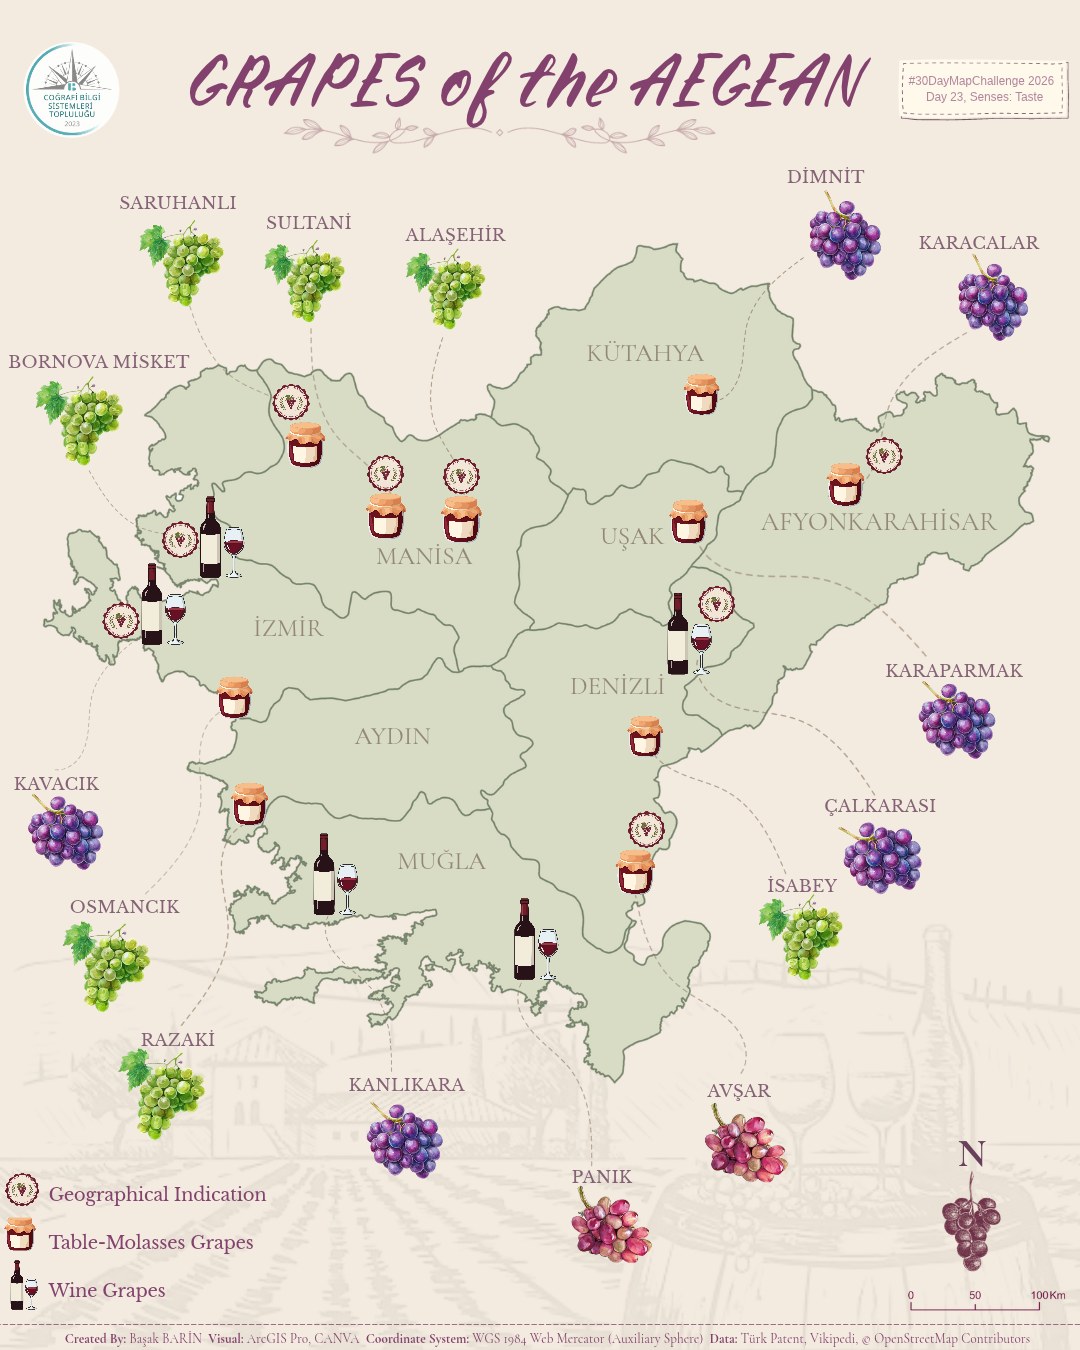 GRAPES of the AEGEAN
COĞRAFİ BİLGİ
SİSTEMLERİ
TOPLULUĞU
2023
#30DayMapChallenge 2026
Day 23, Senses: Taste
DİMNİT
SARUHANLI
SULTANİ
ALAŞEHİR
KARACALAR
BORNOVA MİSKET
KÜTAHYA
AFYONKARAHİSAR
UŞAK
MANİSA
İZMİR
KARAPARMAK
DENİZLİ
AYDIN
KAVACIK
ÇALKARASI
MUĞLA
İSABEY
OSMANCIK
RAZAKİ
KANLIKARA
AVŞAR
PANIK
N
Geographical Indication
Table-Molasses Grapes
Wine Grapes
0 50 100Km
Created By: Başak BARİN Visual: ArcGIS Pro, CANVA Coordinate System: WGS 1984 Web Mercator (Auxiliary Sphere) Data: Türk Patent, Vikipedi, @ OpenStreetMap Contributors